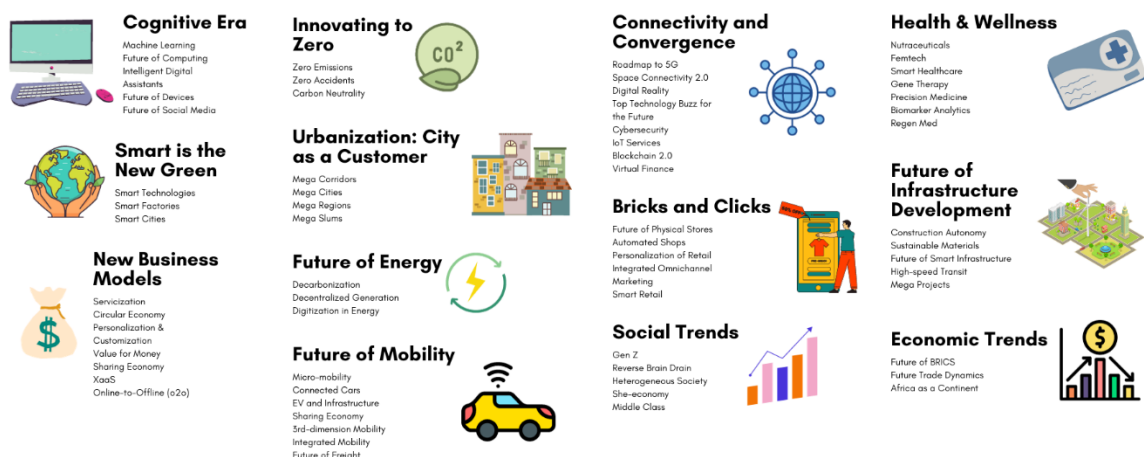 Cognitive Era
Machine Learning
Future of Computing
Intelligent Digital
Assistants
Future of Devices
Future of Social Media
Smart is the
New Green
Smart Technologies
Smart Factories
Smart Cities
New Business
Models
Servicization
Circular Economy
Personalization &
Customization
Value for Money
Sharing Economy
XaaS
Online-to-Offline (o2o)
$
Innovating to
Zero
Zero Emissions
Zero Accidents
Carbon Neutrality
CO²
Urbanization: City
as a Customer
Mega Corridors
Mega Cities
Mega Regions
Mega Slums
Future of Energy
Decarbonization
Decentralized Generation
Digitization in Energy
Future of Mobility
Micro-mobility
Connected Cars
EV and Infrastructure
Sharing Economy
3rd-dimension Mobility
Integrated Mobility
Future of Freight
Connectivity and
Convergence
Roadmap to 5G
Space Connectivity 2.0
Digital Reality
Top Technology Buzz for
the Future
Cybersecurity
IoT Services
Blockchain 2.0
Virtual Finance
Bricks and Clicks
Future of Physical Stores
Automated Shops
Personalization of Retail
Integrated Omnichannel
Marketing
Smart Retail
Social Trends
Gen Z
Reverse Brain Drain
Heterogeneous Society
She-economy
Middle Class
Health & Wellness
Nutraceuticals
Femtech
Smart Healthcare
Gene Therapy
Precision Medicine
Biomarker Analytics
Regen Med
Future of
Infrastructure
Development
Construction Autonomy
Sustainable Materials
Future of Smart Infrastructure
High-speed Transit
Mega Projects
Economic Trends
Future of BRICS
Future Trade Dynamics
Africa as a Continent
$